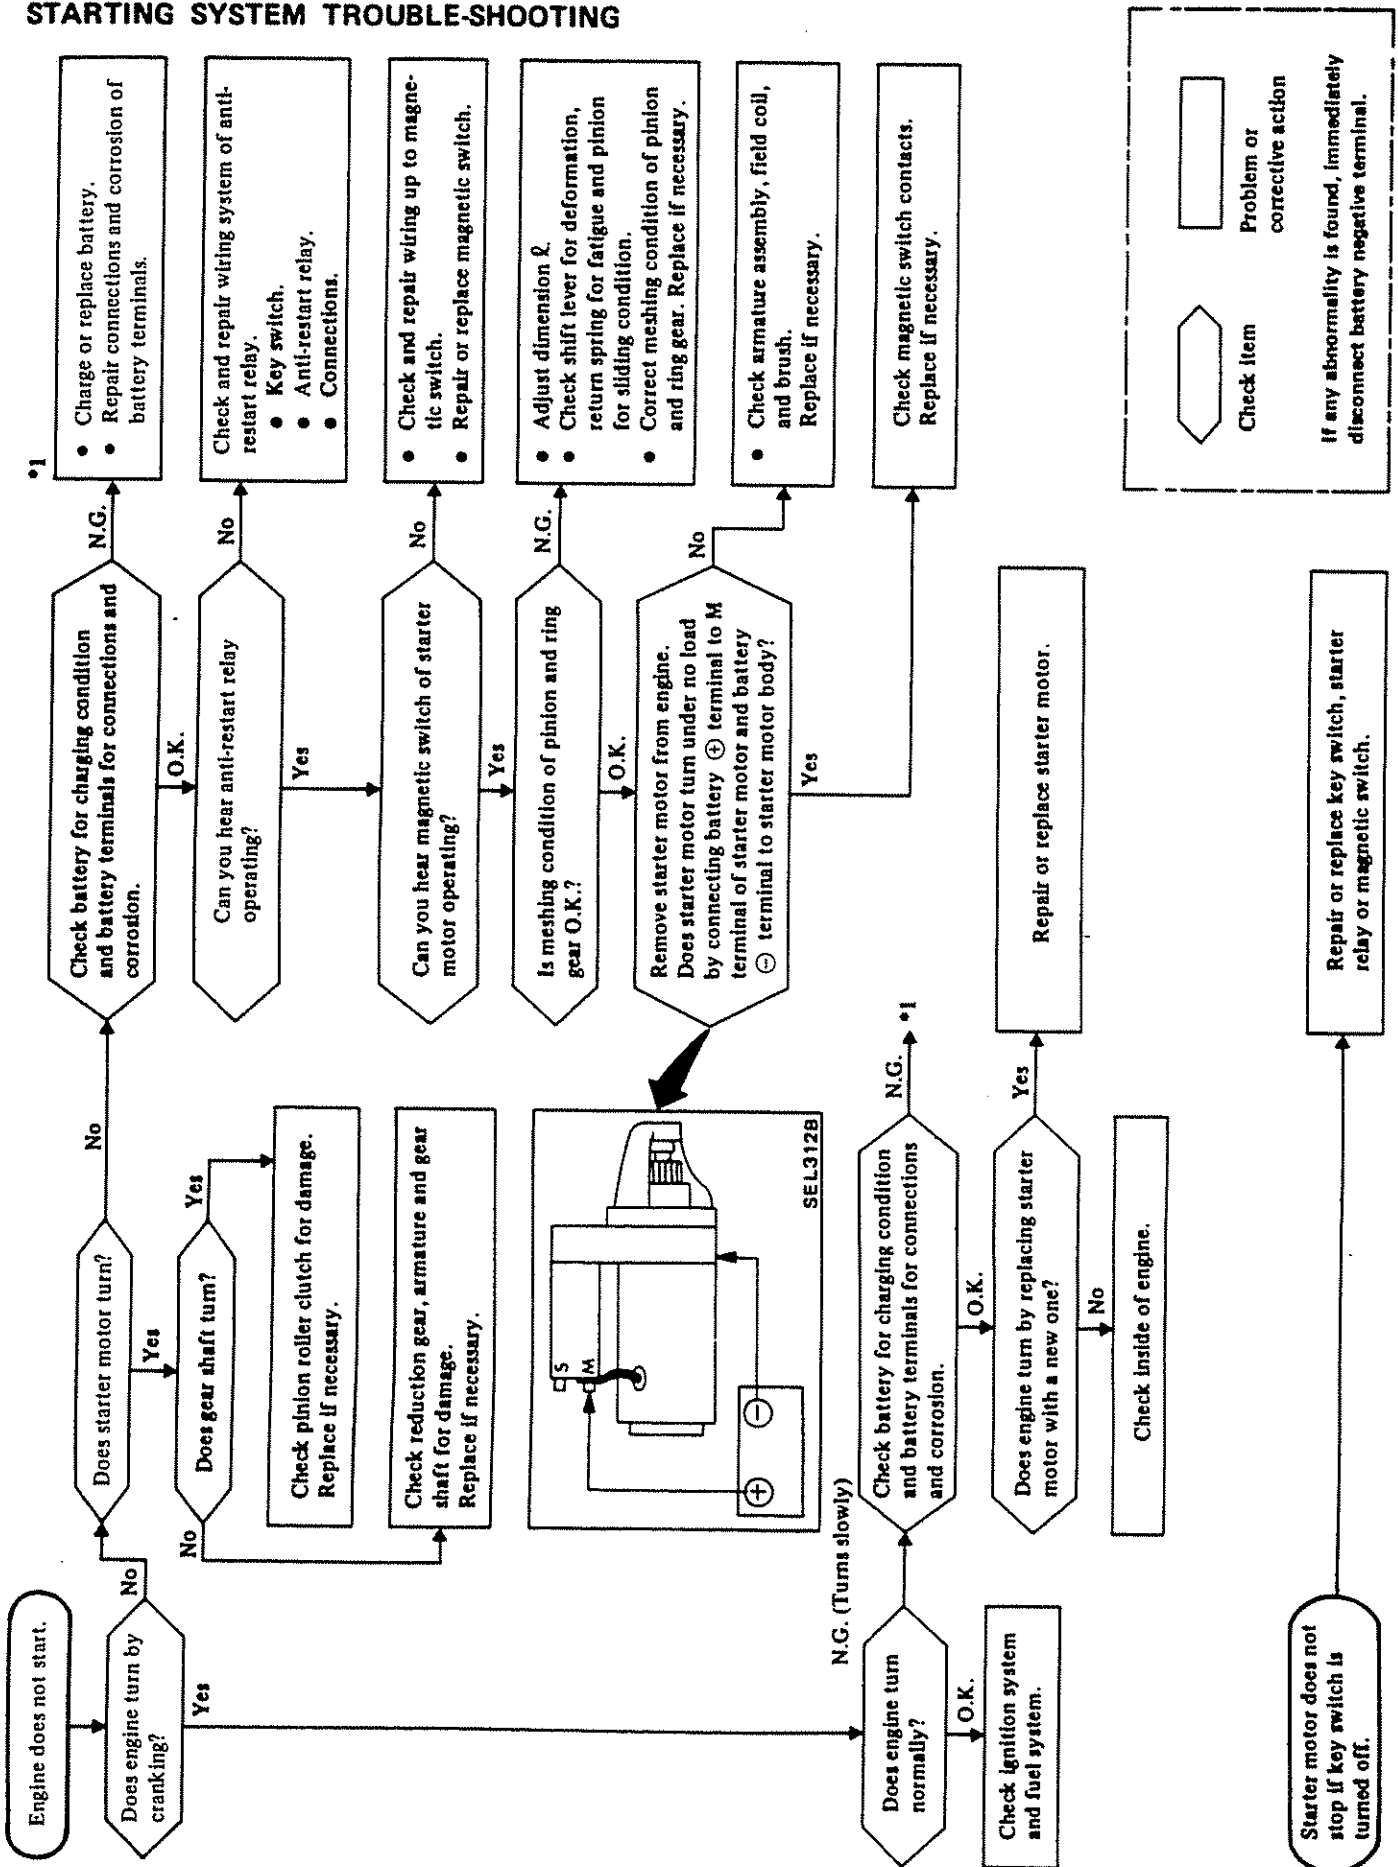 STARTING SYSTEM TROUBLE-SHOOTING
Engine does not start.
Does engine turn by
cranking?
No
Yes
Does starter motor turn?
No
Yes
Does gear shaft turn?
Yes
No
Check pinion roller clutch for damage.
Replace if necessary.
Check reduction gear, armature and gear
shaft for damage.
Replace if necessary.
Check battery for charging condition
and battery terminals for connections and
corrosion.
N.G.
O.K.
*1
● Charge or replace battery.
● Repair connections and corrosion of
battery terminals.
Can you hear anti-restart relay
operating?
No
Yes
Check and repair wiring system of anti-
restart relay.
● Key switch.
● Anti-restart relay.
● Connections.
Can you hear magnetic switch of starter
motor operating?
No
Yes
● Check and repair wiring up to magne-
tic switch.
● Repair or replace magnetic switch.
Is meshing condition of pinion and ring
gear O.K.?
N.G.
O.K.
● Adjust dimension ℓ.
● Check shift lever for deformation,
return spring for fatigue and pinion
for sliding condition.
● Correct meshing condition of pinion
and ring gear. Replace if necessary.
Remove starter motor from engine.
Does starter motor turn under no load
by connecting battery ⊕ terminal to M
terminal of starter motor and battery
⊖ terminal to starter motor body?
No
Yes
● Check armature assembly, field coil,
and brush.
Replace if necessary.
Check magnetic switch contacts.
Replace if necessary.
S
M
⊕
⊖
SEL312B
Does engine turn
normally?
N.G. (Turns slowly)
O.K.
Check ignition system
and fuel system.
Check battery for charging condition
and battery terminals for connections
and corrosion.
N.G.
*1
O.K.
Does engine turn by replacing starter
motor with a new one?
Yes
No
Repair or replace starter motor.
Check inside of engine.
Starter motor does not
stop if key switch is
turned off.
Repair or replace key switch, starter
relay or magnetic switch.
Check item
Problem or
corrective action
If any abnormality is found, immediately
disconnect battery negative terminal.